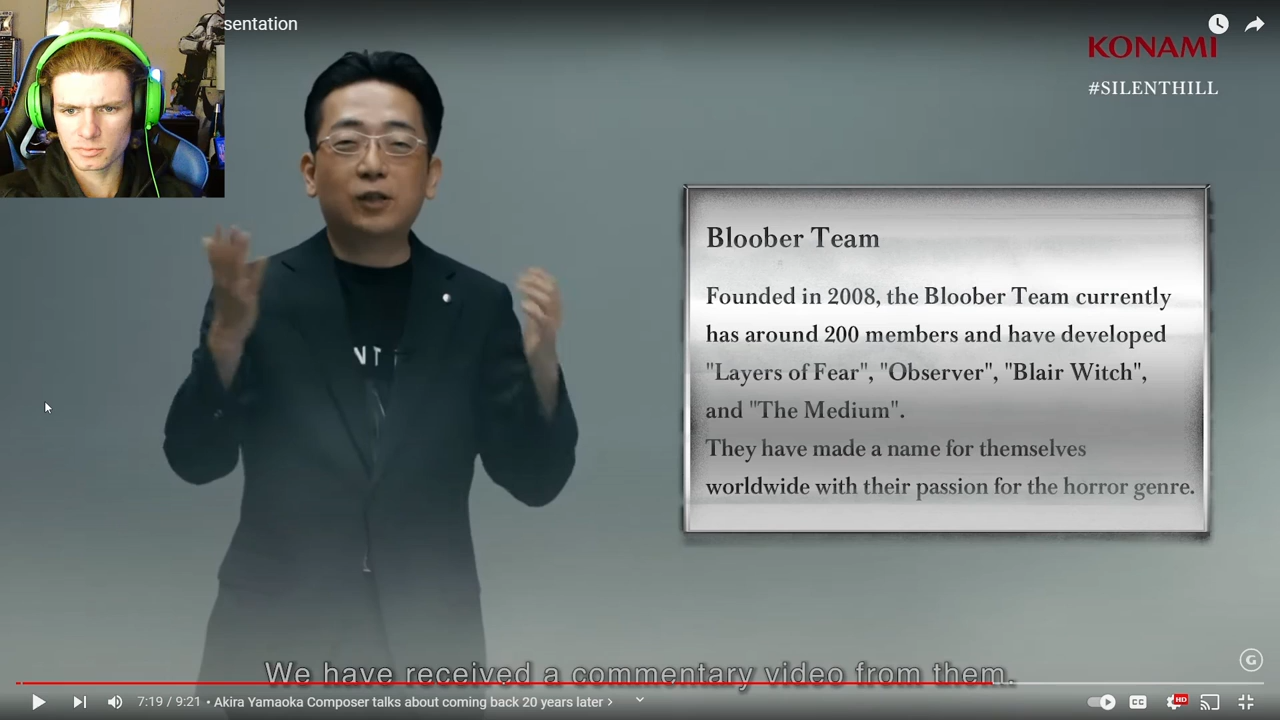 sentation
KONAMI
#SILENTHILL
Bloober Team
Founded in 2008, the Bloober Team currently
has around 200 members and have developed
"Layers of Fear", "Observer", "Blair Witch",
and "The Medium".
They have made a name for themselves
worldwide with their passion for the horror genre.
We have received a commentary video from them.
G
7:19 / 9:21 • Akira Yamaoka Composer talks about coming back 20 years later
CC
HD